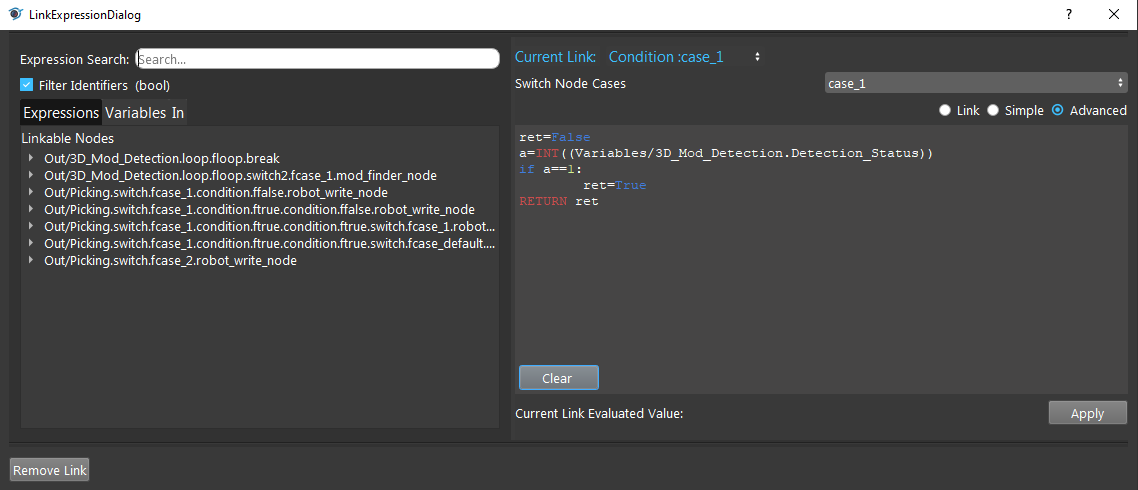 LinkExpressionDialog
?
Expression Search: Search...
Filter Identifiers (bool)
Expressions Variables In
Linkable Nodes
Out/3D_Mod_Detection.loop.floop.break
Out/3D_Mod_Detection.loop.floop.switch2.fcase_1.mod_finder_node
Out/Picking.switch.fcase_1.condition.ffalse.robot_write_node
Out/Picking.switch.fcase_1.condition.ftrue.condition.ffalse.robot_write_node
Out/Picking.switch.fcase_1.condition.ftrue.condition.ftrue.switch.fcase_1.robot...
Out/Picking.switch.fcase_1.condition.ftrue.condition.ftrue.switch.fcase_default....
Out/Picking.switch.fcase_2.robot_write_node
Current Link: Condition :case_1
Switch Node Cases case_1
Link Simple Advanced
ret=False
a=INT((Variables/3D_Mod_Detection.Detection_Status))
if a==1:
ret=True
RETURN ret
Clear
Current Link Evaluated Value: Apply
Remove Link